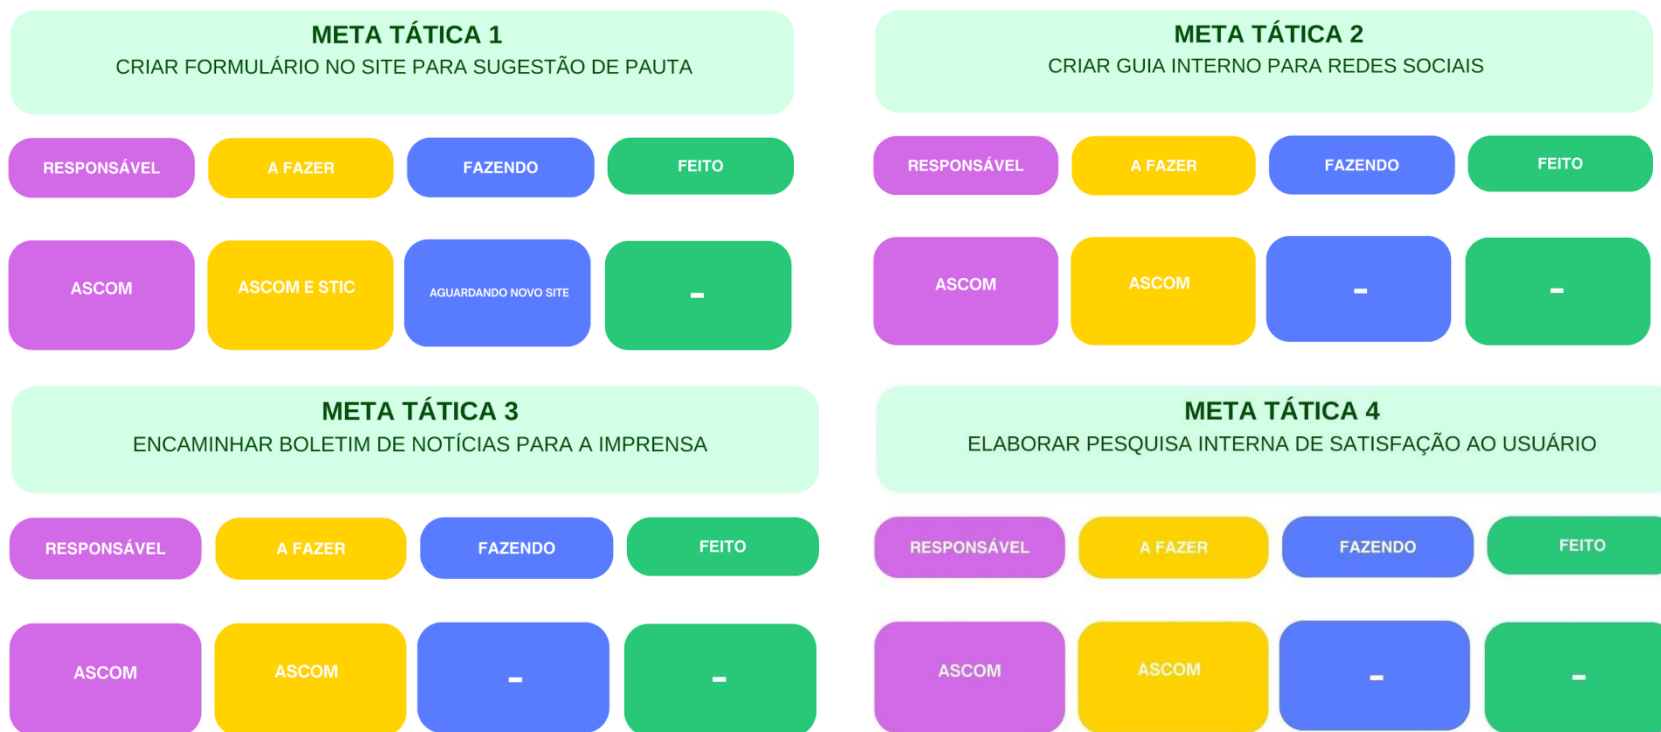 META TÁTICA 1
CRIAR FORMULÁRIO NO SITE PARA SUGESTÃO DE PAUTA
RESPONSÁVEL
A FAZER
FAZENDO
FEITO
ASCOM
ASCOM E STIC
AGUARDANDO NOVO SITE
-
META TÁTICA 2
CRIAR GUIA INTERNO PARA REDES SOCIAIS
RESPONSÁVEL
A FAZER
FAZENDO
FEITO
ASCOM
ASCOM
-
-
META TÁTICA 3
ENCAMINHAR BOLETIM DE NOTÍCIAS PARA A IMPRENSA
RESPONSÁVEL
A FAZER
FAZENDO
FEITO
ASCOM
ASCOM
-
-
META TÁTICA 4
ELABORAR PESQUISA INTERNA DE SATISFAÇÃO AO USUÁRIO
RESPONSÁVEL
A FAZER
FAZENDO
FEITO
ASCOM
ASCOM
-
-